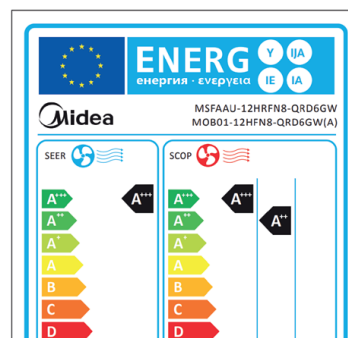 ENERG Y IJA
енергия · ενεργεια IE IA
Midea
MSFAAU-12HRFN8-QRD6GW
MOB01-12HFN8-QRD6GW(A)
SEER SCOP
A+++ A+++ A+++ A+++
A++ A++ A++
A+ A+
A A
B B
C C
D D